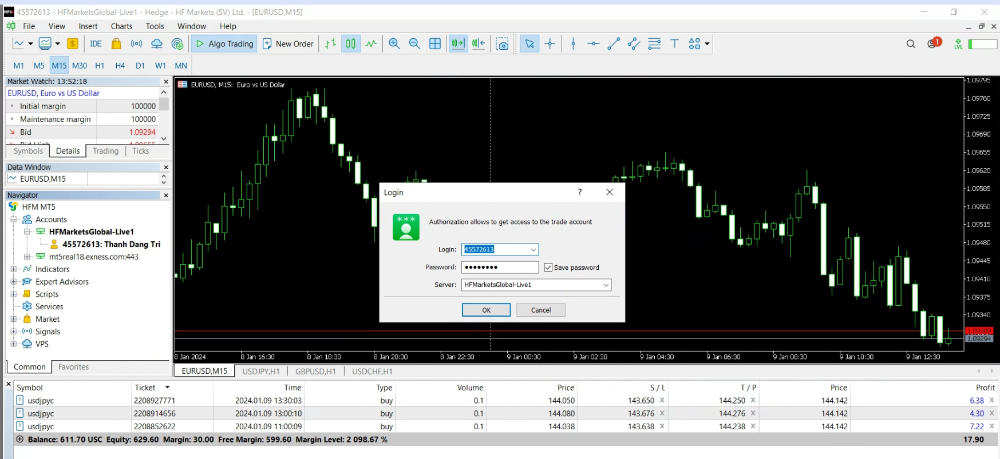 45572613 - HFMarketsGlobal-Live1 - Hedge - HF Markets (SV) Ltd. - [EURUSD,M15]
File View Insert Charts Tools Window Help
IDE Algo Trading New Order 1 LVL
M1 M5 M15 M30 H1 H4 D1 W1 MN
Market Watch: 13:52:18
EURUSD, Euro vs US Dollar
Initial margin 100000
Maintenance margin 100000
Bid 1.09294
Bid High 1.09655
Symbols Details Trading Ticks
Data Window
EURUSD,M15
Navigator
HFM MT5
Accounts
HFMarketsGlobal-Live1
45572613: Thanh Dang Tri
mt5real18.exness.com:443
Indicators
Expert Advisors
Scripts
Services
Market
Signals
VPS
Common Favorites
EURUSD, M15: Euro vs US Dollar
1.09795
1.09760
1.09725
1.09690
1.09655
1.09620
1.09585
1.09550
1.09515
1.09480
1.09445
1.09410
1.09375
1.09340
1.09309
1.09294
8 Jan 2024 8 Jan 16:30 8 Jan 18:30 8 Jan 20:30 8 Jan 22:30 9 Jan 00:30 9 Jan 02:30 9 Jan 04:30 9 Jan 06:30 9 Jan 08:30 9 Jan 10:30 9 Jan 12:30
Login ?
***
Authorization allows to get access to the trade account
Login: 45572613
Password: ●●●●●●●● Save password
Server: HFMarketsGlobal-Live1
OK Cancel
EURUSD,M15 USDJPY,H1 GBPUSD,H1 USDCHF,H1
Symbol Ticket Time Type Volume Price S / L T / P Price Profit
usdjpyc 2208927771 2024.01.09 13:30:03 buy 0.1 144.050 143.650 144.250 144.142 6.38
usdjpyc 2208914656 2024.01.09 13:00:10 buy 0.1 144.080 143.676 144.276 144.142 4.30
usdjpyc 2208852622 2024.01.09 11:00:09 buy 0.1 144.038 143.638 144.238 144.142 7.22
Balance: 611.70 USC Equity: 629.60 Margin: 30.00 Free Margin: 599.60 Margin Level: 2 098.67 % 17.90